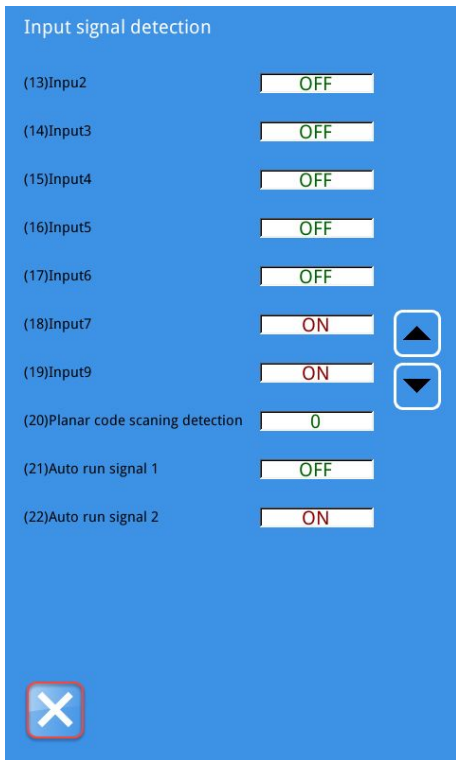 Input signal detection
(13)Inpu2 OFF
(14)Input3 OFF
(15)Input4 OFF
(16)Input5 OFF
(17)Input6 OFF
(18)Input7 ON
(19)Input9 ON
(20)Planar code scaning detection 0
(21)Auto run signal 1 OFF
(22)Auto run signal 2 ON